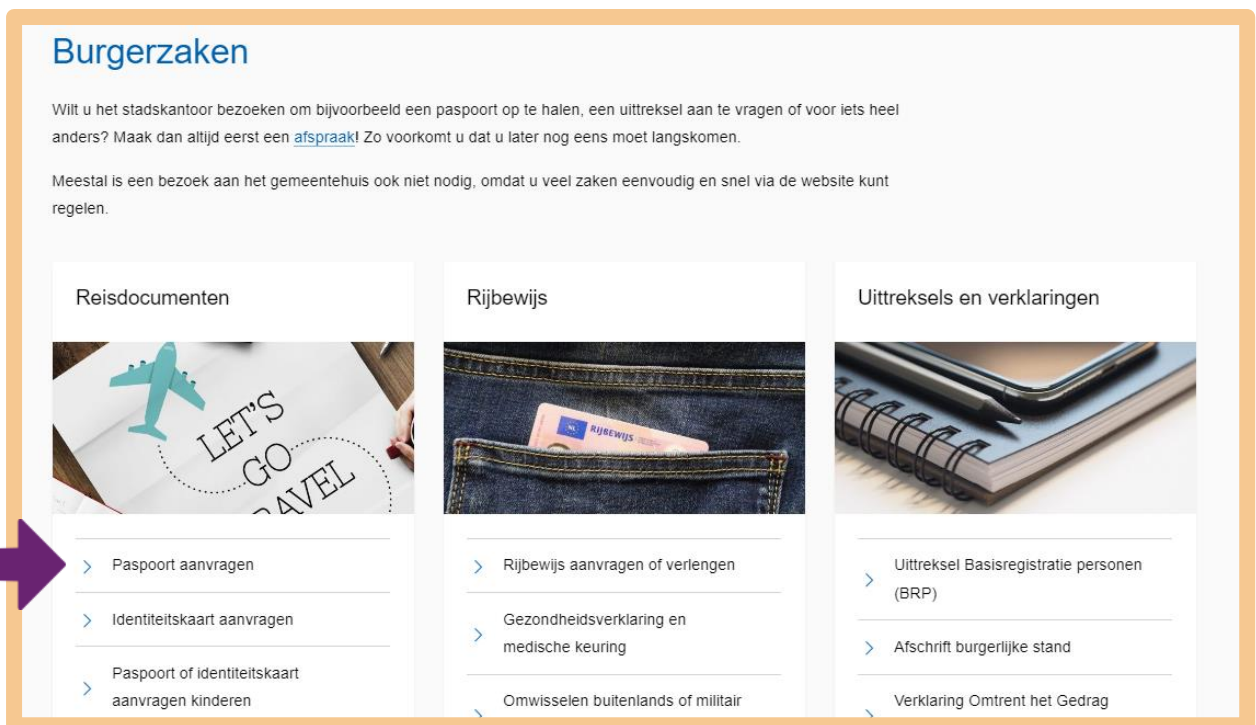 Burgerzaken
Wilt u het stadskantoor bezoeken om bijvoorbeeld een paspoort op te halen, een uittreksel aan te vragen of voor iets heel
anders? Maak dan altijd eerst een afspraak! Zo voorkomt u dat u later nog eens moet langskomen.
Meestal is een bezoek aan het gemeentehuis ook niet nodig, omdat u veel zaken eenvoudig en snel via de website kunt
regelen.
Reisdocumenten
LET'S
GO
RAVEL
Paspoort aanvragen
Identiteitskaart aanvragen
Paspoort of identiteitskaart
aanvragen kinderen
Rijbewijs
NL RIJBEWIJS
Rijbewijs aanvragen of verlengen
Gezondheidsverklaring en
medische keuring
Omwisselen buitenlands of militair
Uittreksels en verklaringen
Uittreksel Basisregistratie personen
(BRP)
Afschrift burgerlijke stand
Verklaring Omtrent het Gedrag